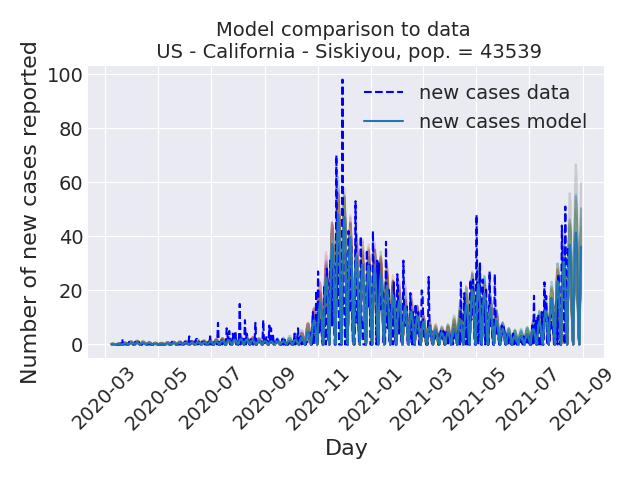 Model comparison to data
US - California - Siskiyou, pop. = 43539
Number of new cases reported
100
80
60
40
20
0
new cases data
new cases model
2020-03
2020-05
2020-07
2020-09
2020-11
2021-01
2021-03
2021-05
2021-07
2021-09
Day